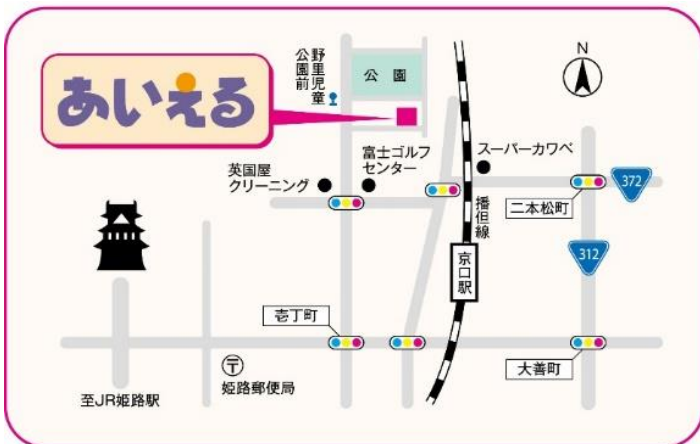 あいえる
野里児童
公園前
公園
N
スーパーカワベ
富士ゴルフ
センター
英国屋
クリーニング
372
二本松町
播但線
312
京口駅
壱丁町
大善町
〒
姫路郵便局
至JR姫路駅